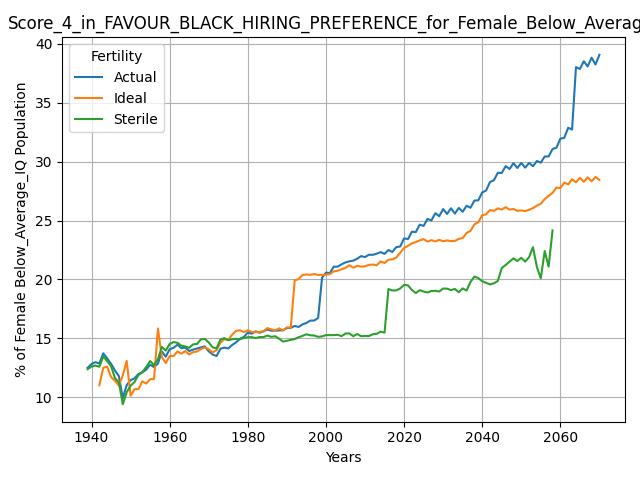 Score_4_in_FAVOUR_BLACK_HIRING_PREFERENCE_for_Female_Below_Averag
Fertility
Actual
Ideal
Sterile
% of Female Below_Average_IQ Population
40
35
30
25
20
15
10
1940 1960 1980 2000 2020 2040 2060
Years